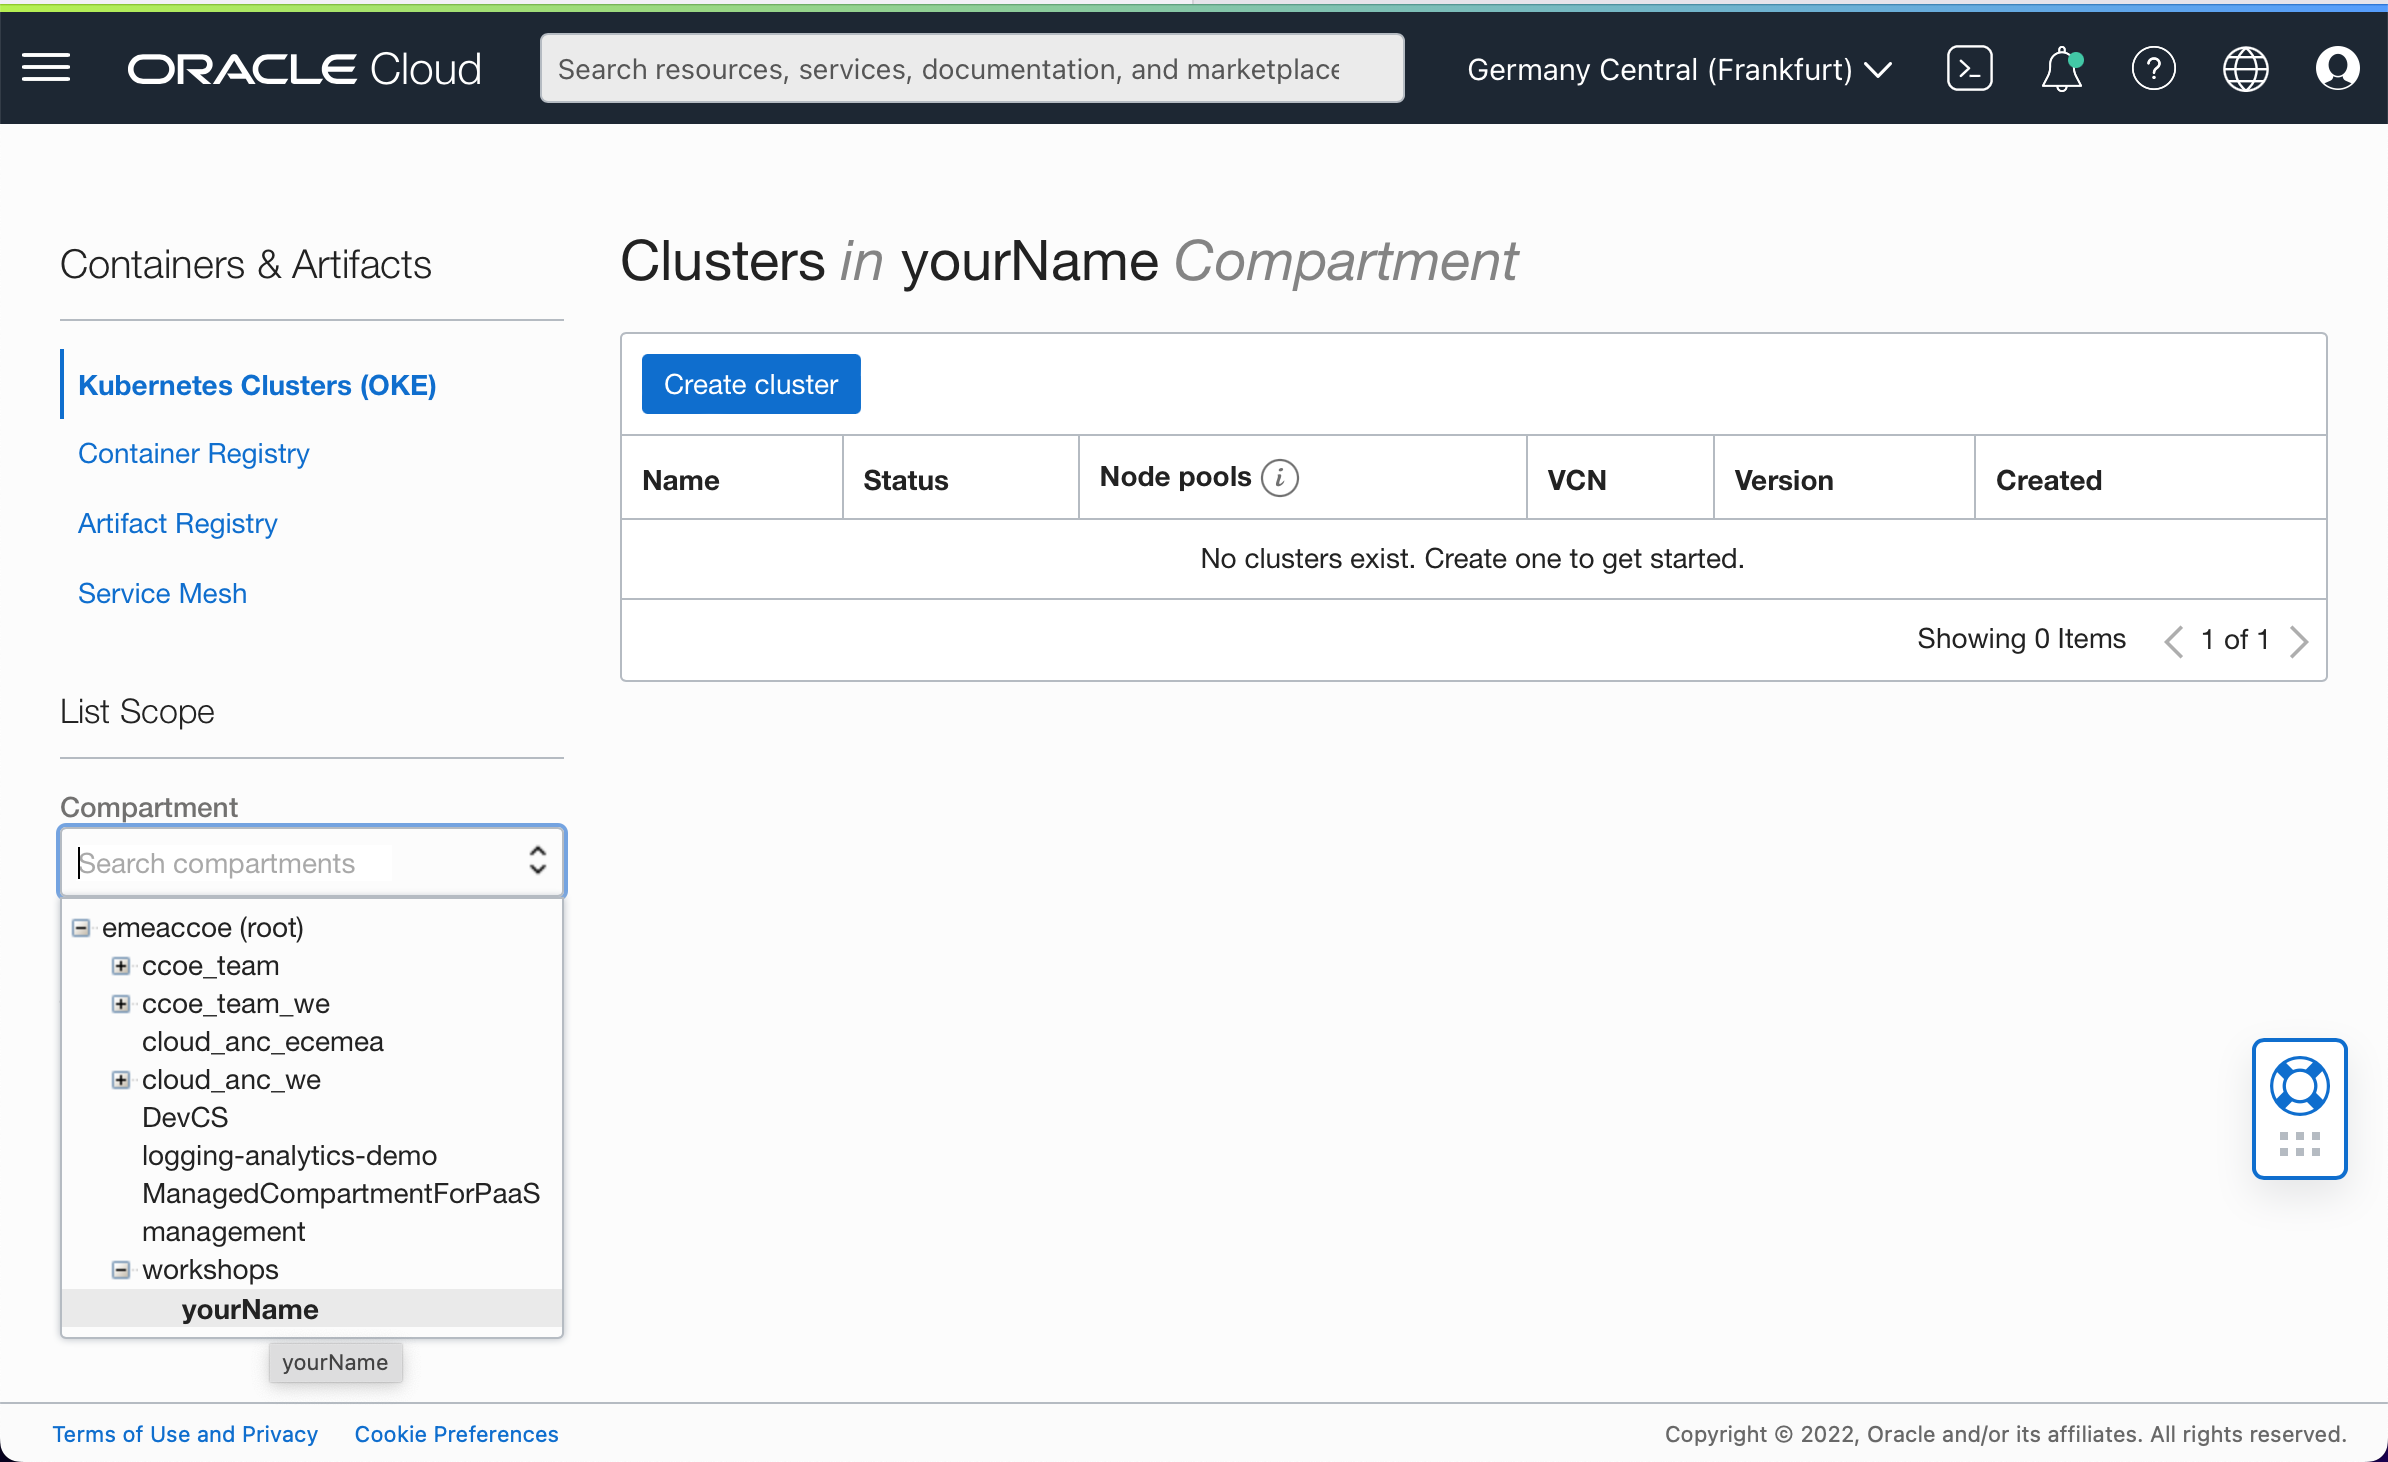 ORACLE Cloud
Search resources, services, documentation, and marketplace
Germany Central (Frankfurt)
Containers & Artifacts
Kubernetes Clusters (OKE)
Container Registry
Artifact Registry
Service Mesh
List Scope
Compartment
Search compartments
emeaccoe (root)
ccoe_team
ccoe_team_we
cloud_anc_ecemea
cloud_anc_we
DevCS
logging-analytics-demo
ManagedCompartmentForPaaS
management
workshops
yourName
yourName
Clusters in yourName Compartment
Create cluster
Name Status Node pools i VCN Version Created
No clusters exist. Create one to get started.
Showing 0 Items 1 of 1
Terms of Use and Privacy Cookie Preferences
Copyright © 2022, Oracle and/or its affiliates. All rights reserved.